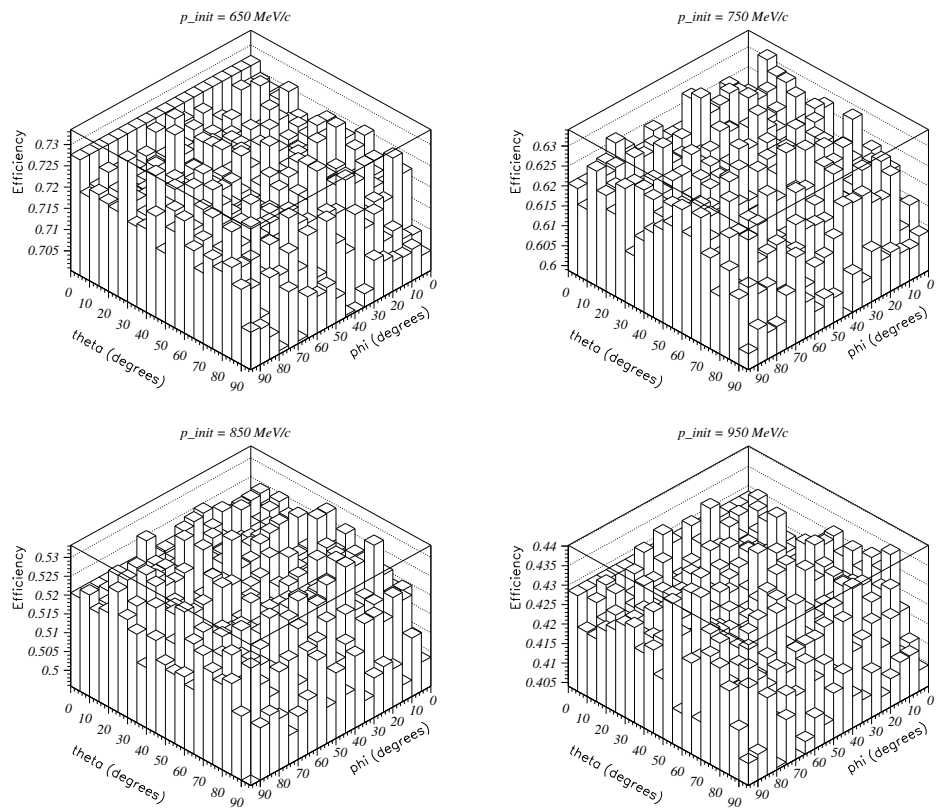 p_init = 650 MeV/c
Efficiency
0.73
0.725
0.72
0.715
0.71
0.705
0 10 20 30 40 50 60 70 80 90
theta (degrees)
90 80 70 60 50 40 30 20 10 0
phi (degrees)
p_init = 750 MeV/c
Efficiency
0.63
0.625
0.62
0.615
0.61
0.605
0.6
0 10 20 30 40 50 60 70 80 90
theta (degrees)
90 80 70 60 50 40 30 20 10 0
phi (degrees)
p_init = 850 MeV/c
Efficiency
0.53
0.525
0.52
0.515
0.51
0.505
0.5
0 10 20 30 40 50 60 70 80 90
theta (degrees)
90 80 70 60 50 40 30 20 10 0
phi (degrees)
p_init = 950 MeV/c
Efficiency
0.44
0.435
0.43
0.425
0.42
0.415
0.41
0.405
0 10 20 30 40 50 60 70 80 90
theta (degrees)
90 80 70 60 50 40 30 20 10 0
phi (degrees)